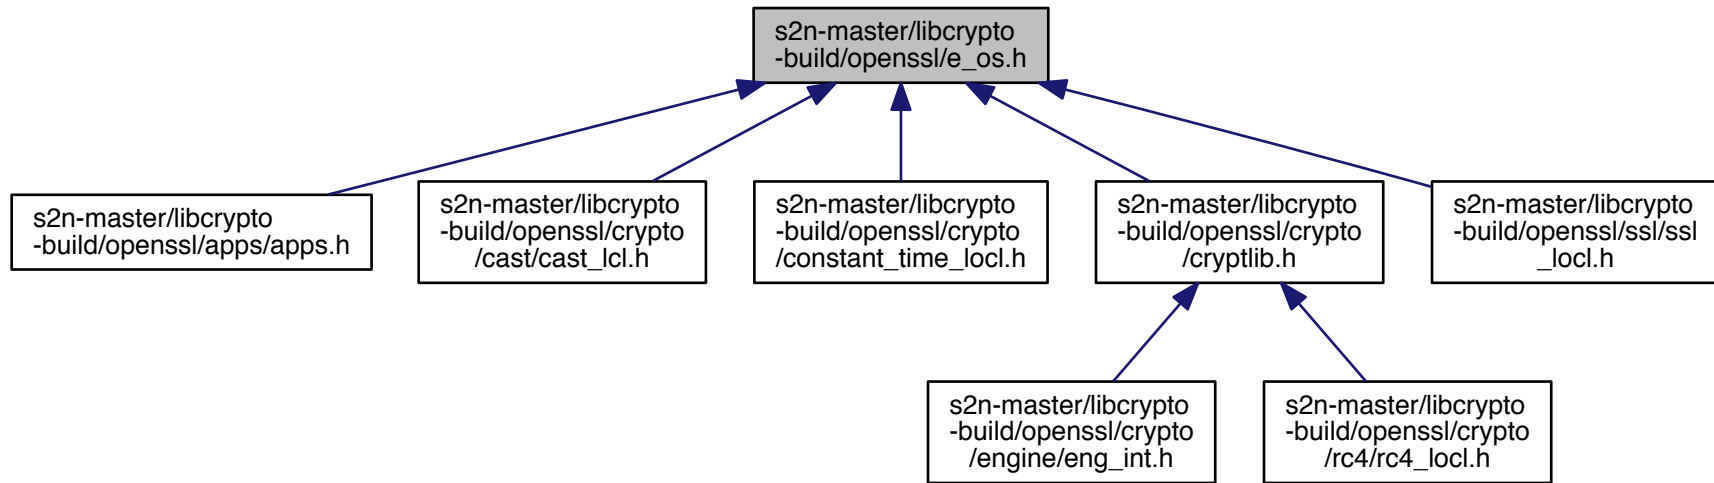 s2n-master/libcrypto
-build/openssl/e_os.h
s2n-master/libcrypto
-build/openssl/apps/apps.h
s2n-master/libcrypto
-build/openssl/crypto
/cast/cast_lcl.h
s2n-master/libcrypto
-build/openssl/crypto
/constant_time_locl.h
s2n-master/libcrypto
-build/openssl/crypto
/cryptlib.h
s2n-master/libcrypto
-build/openssl/ssl/ssl
_locl.h
s2n-master/libcrypto
-build/openssl/crypto
/engine/eng_int.h
s2n-master/libcrypto
-build/openssl/crypto
/rc4/rc4_locl.h